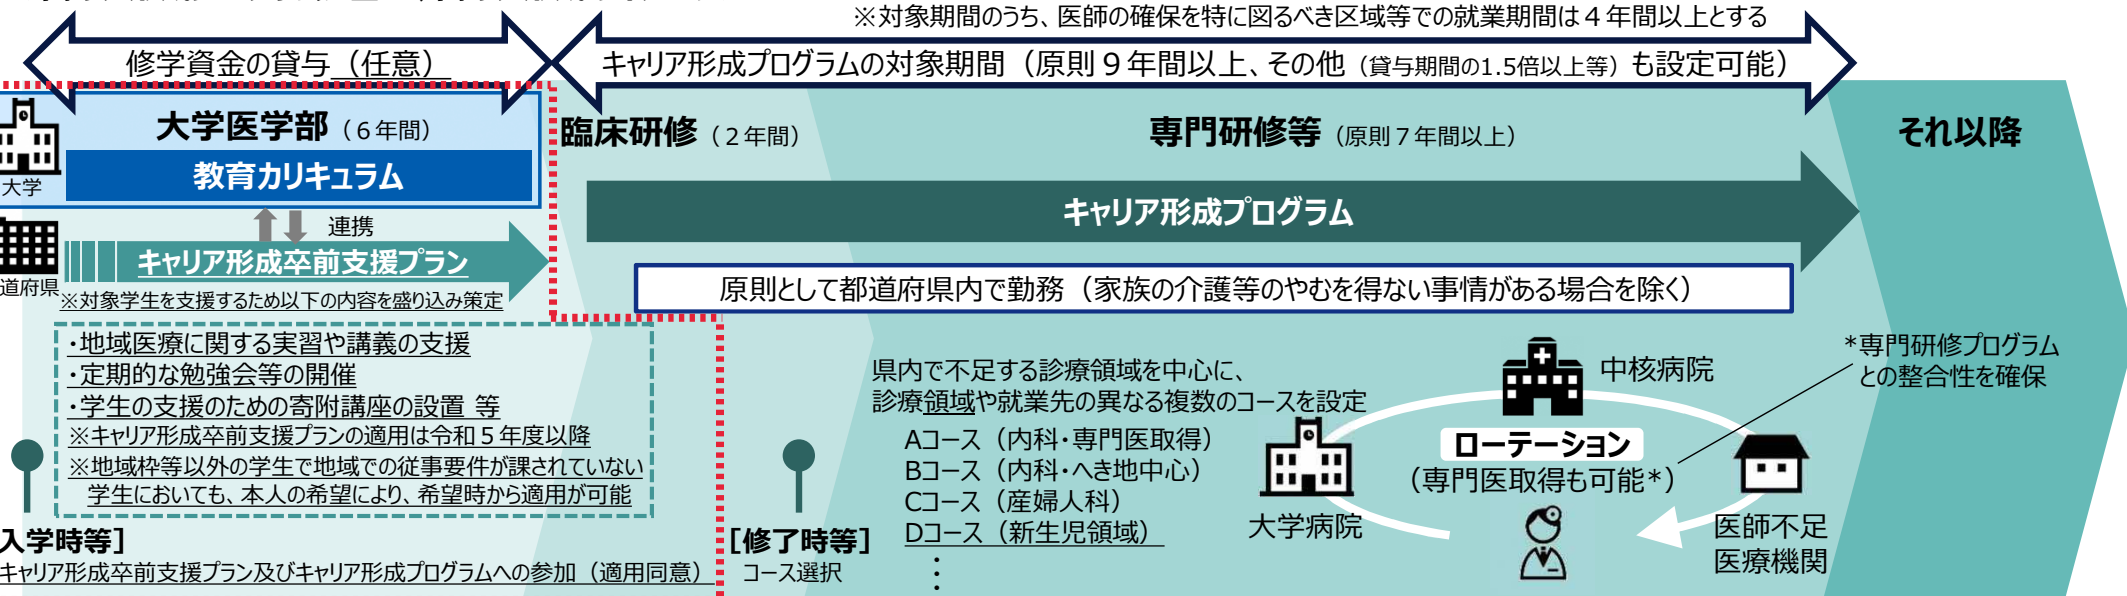 ※対象期間のうち、医師の確保を特に図るべき区域等での就業期間は４年間以上とする
修学資金の貸与（任意）
キャリア形成プログラムの対象期間（原則９年間以上、その他（貸与期間の1.5倍以上等）も設定可能）
大学医学部（６年間）
臨床研修（２年間）
専門研修等（原則７年間以上）
それ以降
大学
教育カリキュラム
連携
キャリア形成プログラム
道府県
キャリア形成卒前支援プラン
※対象学生を支援するため以下の内容を盛り込み策定
原則として都道府県内で勤務（家族の介護等のやむを得ない事情がある場合を除く）
・地域医療に関する実習や講義の支援
・定期的な勉強会等の開催
・学生の支援のための寄附講座の設置 等
※キャリア形成卒前支援プランの適用は令和５年度以降
※地域枠等以外の学生で地域での従事要件が課されていない
学生においても、本人の希望により、希望時から適用が可能
入学時等］
キャリア形成卒前支援プラン及びキャリア形成プログラムへの参加（適用同意）
［修了時等］
コース選択
県内で不足する診療領域を中心に、
診療領域や就業先の異なる複数のコースを設定
Aコース（内科・専門医取得）
Bコース（内科・へき地中心）
Cコース（産婦人科）
Dコース（新生児領域）
⋮
中核病院
ローテーション
（専門医取得も可能*）
大学病院
医師不足
医療機関
*専門研修プログラム
との整合性を確保